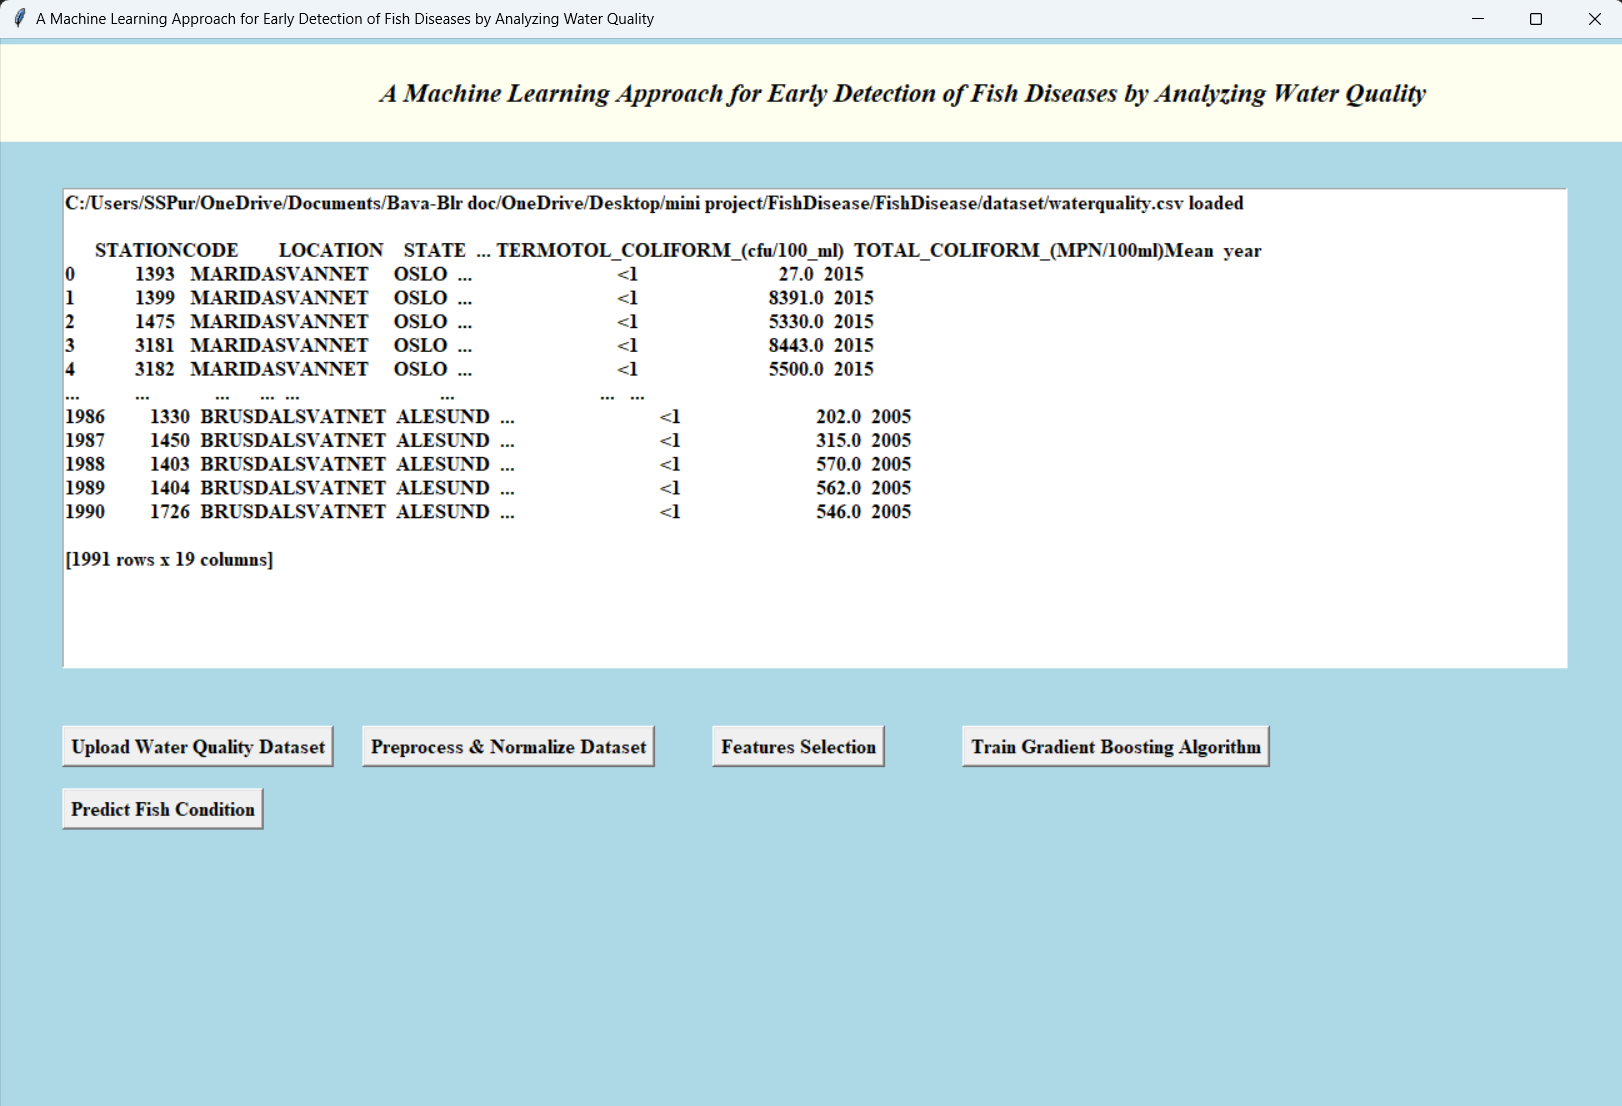 A Machine Learning Approach for Early Detection of Fish Diseases by Analyzing Water Quality
A Machine Learning Approach for Early Detection of Fish Diseases by Analyzing Water Quality
C:/Users/SSPur/OneDrive/Documents/Bava-Blr doc/OneDrive/Desktop/mini project/FishDisease/FishDisease/dataset/waterquality.csv loaded
STATIONCODE LOCATION STATE ... TERMOTOL_COLIFORM_(cfu/100_ml) TOTAL_COLIFORM_(MPN/100ml)Mean year
0 1393 MARIDASVANNET OSLO ... <1 27.0 2015
1 1399 MARIDASVANNET OSLO ... <1 8391.0 2015
2 1475 MARIDASVANNET OSLO ... <1 5330.0 2015
3 3181 MARIDASVANNET OSLO ... <1 8443.0 2015
4 3182 MARIDASVANNET OSLO ... <1 5500.0 2015
... ... ... ... ... ... ... ...
1986 1330 BRUSDALSVATNET ALESUND ... <1 202.0 2005
1987 1450 BRUSDALSVATNET ALESUND ... <1 315.0 2005
1988 1403 BRUSDALSVATNET ALESUND ... <1 570.0 2005
1989 1404 BRUSDALSVATNET ALESUND ... <1 562.0 2005
1990 1726 BRUSDALSVATNET ALESUND ... <1 546.0 2005
[1991 rows x 19 columns]
Upload Water Quality Dataset Preprocess & Normalize Dataset Features Selection Train Gradient Boosting Algorithm
Predict Fish Condition